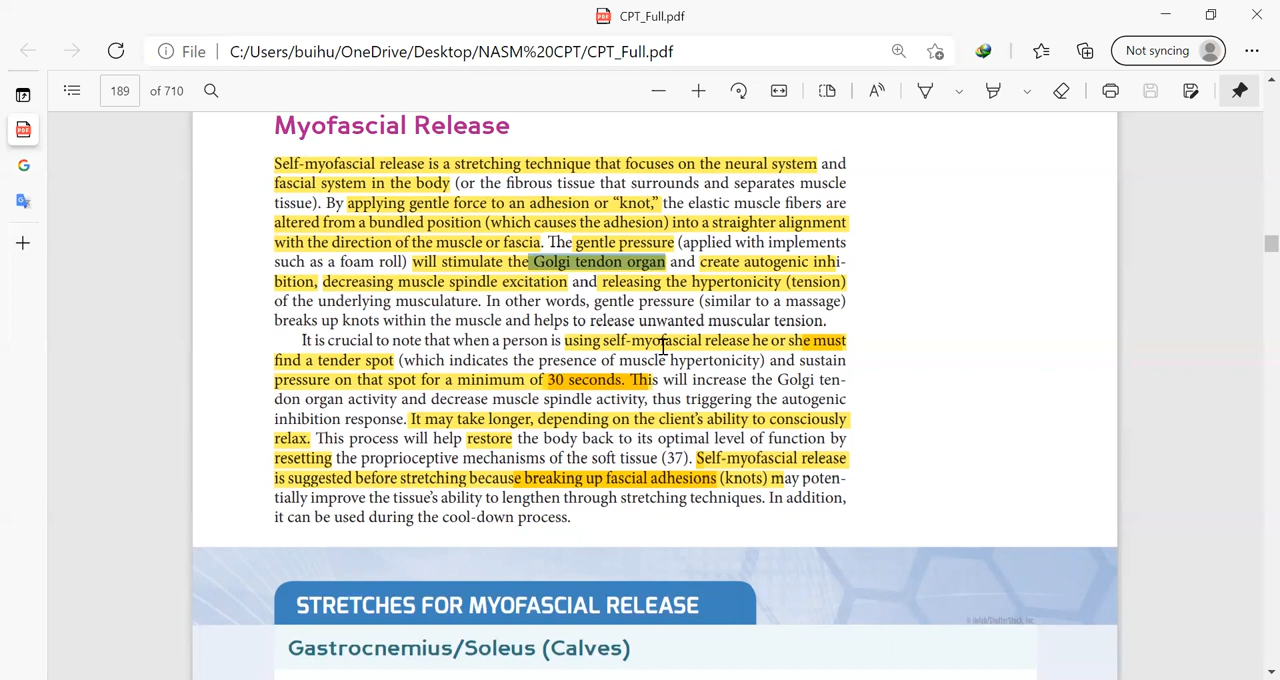 CPT_Full.pdf
File
C:/Users/buihu/OneDrive/Desktop/NASM%20CPT/CPT_Full.pdf
Not syncing
189 of 710
Myofascial Release
Self-myofascial release is a stretching technique that focuses on the neural system and
fascial system in the body (or the fibrous tissue that surrounds and separates muscle
tissue). By applying gentle force to an adhesion or “knot,” the elastic muscle fibers are
altered from a bundled position (which causes the adhesion) into a straighter alignment
with the direction of the muscle or fascia. The gentle pressure (applied with implements
such as a foam roll) will stimulate the Golgi tendon organ and create autogenic inhi-
bition, decreasing muscle spindle excitation and releasing the hypertonicity (tension)
of the underlying musculature. In other words, gentle pressure (similar to a massage)
breaks up knots within the muscle and helps to release unwanted muscular tension.
It is crucial to note that when a person is using self-myofascial release he or she must
find a tender spot (which indicates the presence of muscle hypertonicity) and sustain
pressure on that spot for a minimum of 30 seconds. This will increase the Golgi ten-
don organ activity and decrease muscle spindle activity, thus triggering the autogenic
inhibition response. It may take longer, depending on the client’s ability to consciously
relax. This process will help restore the body back to its optimal level of function by
resetting the proprioceptive mechanisms of the soft tissue (37). Self-myofascial release
is suggested before stretching because breaking up fascial adhesions (knots) may poten-
tially improve the tissue’s ability to lengthen through stretching techniques. In addition,
it can be used during the cool-down process.
STRETCHES FOR MYOFASCIAL RELEASE
Gastrocnemius/Soleus (Calves)